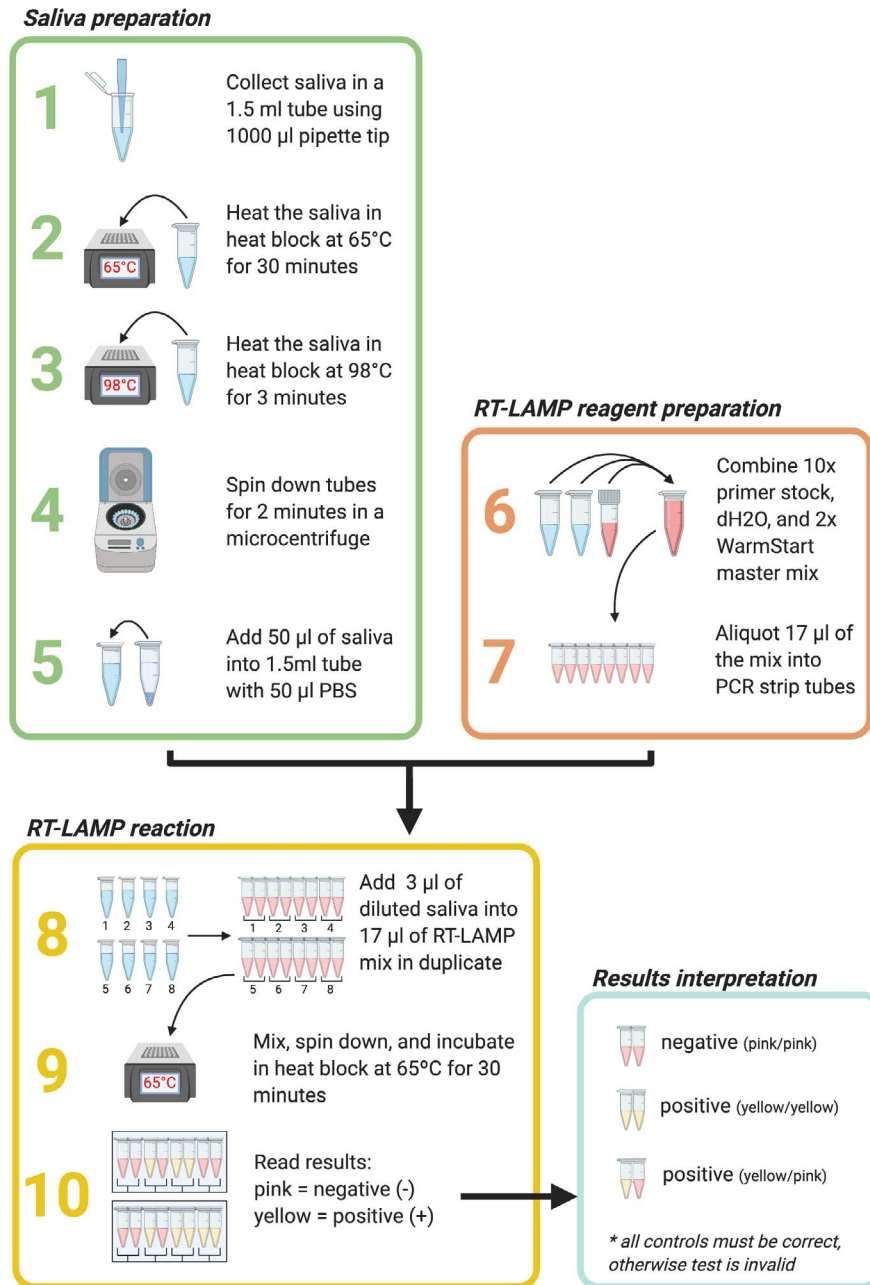 Saliva preparation
1
Collect saliva in a
1.5 ml tube using
1000 µl pipette tip
2
65°C
Heat the saliva in
heat block at 65°C
for 30 minutes
3
98°C
Heat the saliva in
heat block at 98°C
for 3 minutes
4
Spin down tubes
for 2 minutes in a
microcentrifuge
5
Add 50 µl of saliva
into 1.5ml tube
with 50 µl PBS
RT-LAMP reagent preparation
6
Combine 10x
primer stock,
dH2O, and 2x
WarmStart
master mix
7
Aliquot 17 µl of
the mix into
PCR strip tubes
RT-LAMP reaction
8
1 2 3 4
5 6 7 8
1 2 3 4
5 6 7 8
Add 3 µl of
diluted saliva into
17 µl of RT-LAMP
mix in duplicate
9
65°C
Mix, spin down, and incubate
in heat block at 65ºC for 30
minutes
10
Read results:
pink = negative (-)
yellow = positive (+)
Results interpretation
negative (pink/pink)
positive (yellow/yellow)
positive (yellow/pink)
* all controls must be correct,
otherwise test is invalid